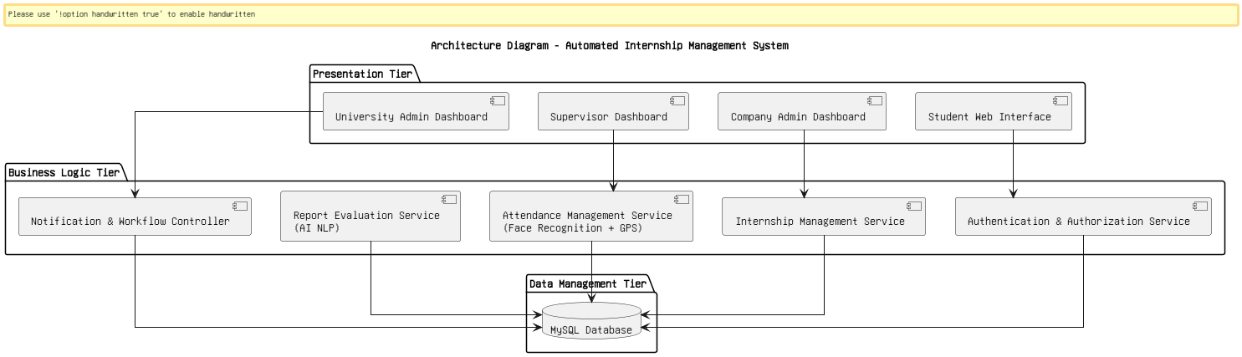 Please use '!option handwritten true' to enable handwritten
Architecture Diagram - Automated Internship Management System
Presentation Tier
University Admin Dashboard
Supervisor Dashboard
Company Admin Dashboard
Student Web Interface
Business Logic Tier
Notification & Workflow Controller
Report Evaluation Service
(AI NLP)
Attendance Management Service
(Face Recognition + GPS)
Internship Management Service
Authentication & Authorization Service
Data Management Tier
MySQL Database